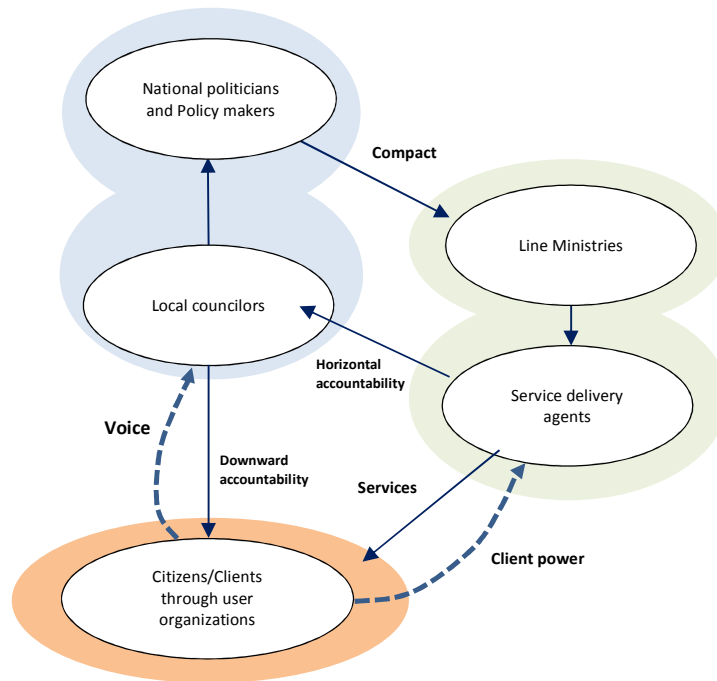 National politicians
and Policy makers
Compact
Line Ministries
Local councilors
Horizontal
accountability
Service delivery
agents
Voice
Downward
accountability
Services
Client power
Citizens/Clients
through user
organizations